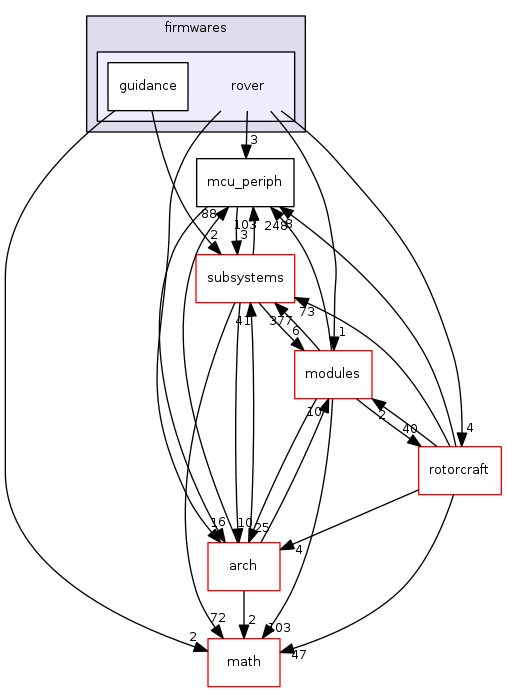 firmwares
guidance
rover
3
mcu_periph
88
103
248
8
2
3
subsystems
41
377
6
73
1
modules
10
2
40
4
rotorcraft
16
10
25
4
arch
72
2
103
2
47
math